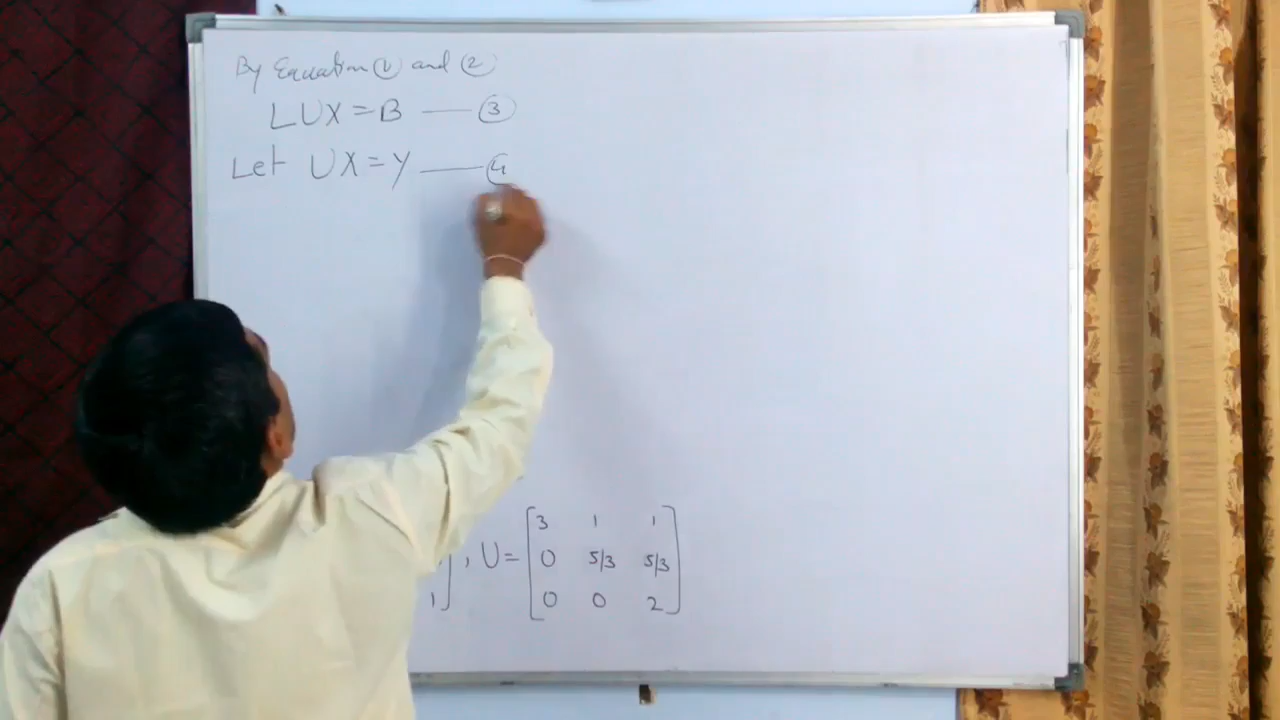 By Equation ① and ②
LUX = B —— ③
Let UX = Y —— ④
3 1 1
, U = 0 5/3 5/3
1 ] 0 0 2